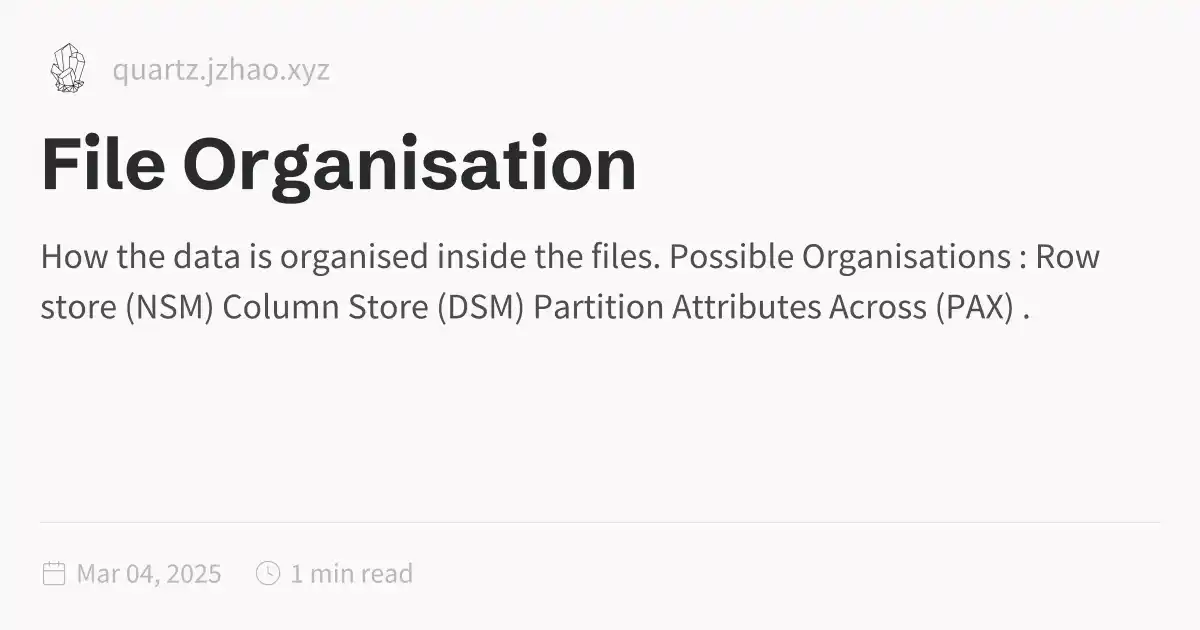 quartz.jzhao.xyz
File Organisation
How the data is organised inside the files. Possible Organisations : Row
store (NSM) Column Store (DSM) Partition Attributes Across (PAX) .
Mar 04, 2025 1 min read